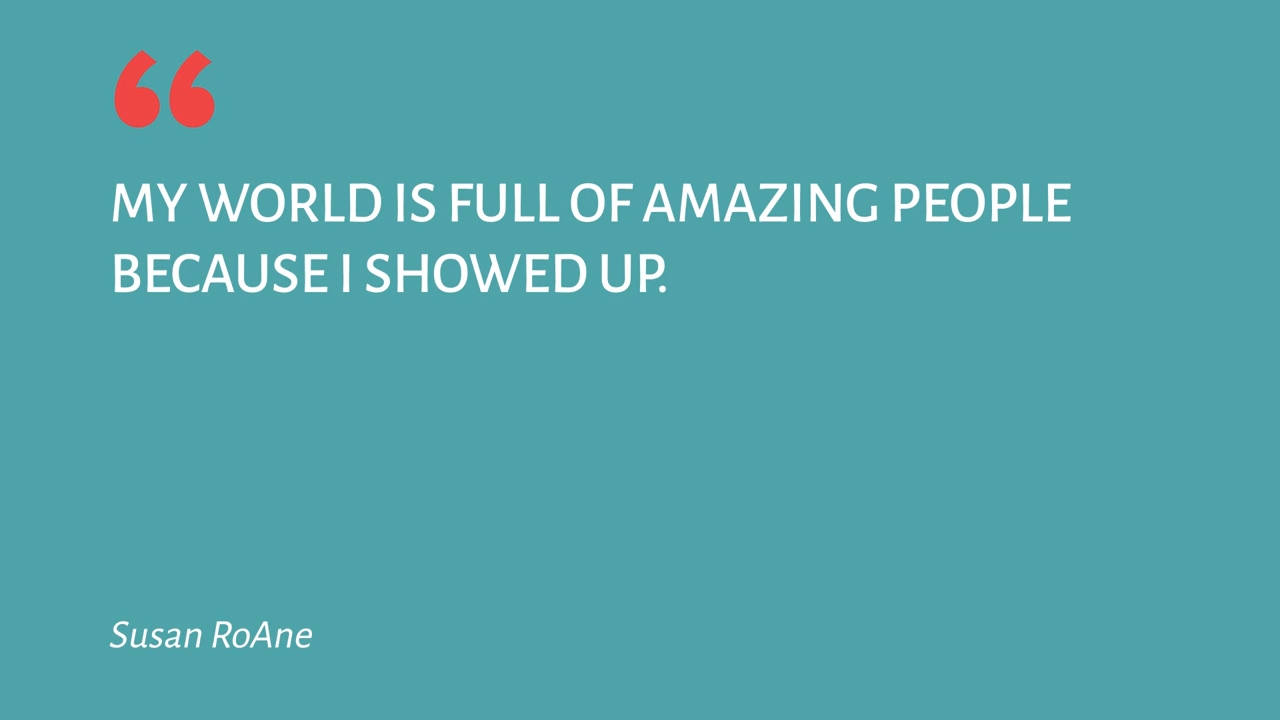 “
MY WORLD IS FULL OF AMAZING PEOPLE
BECAUSE I SHOWED UP.
Susan RoAne